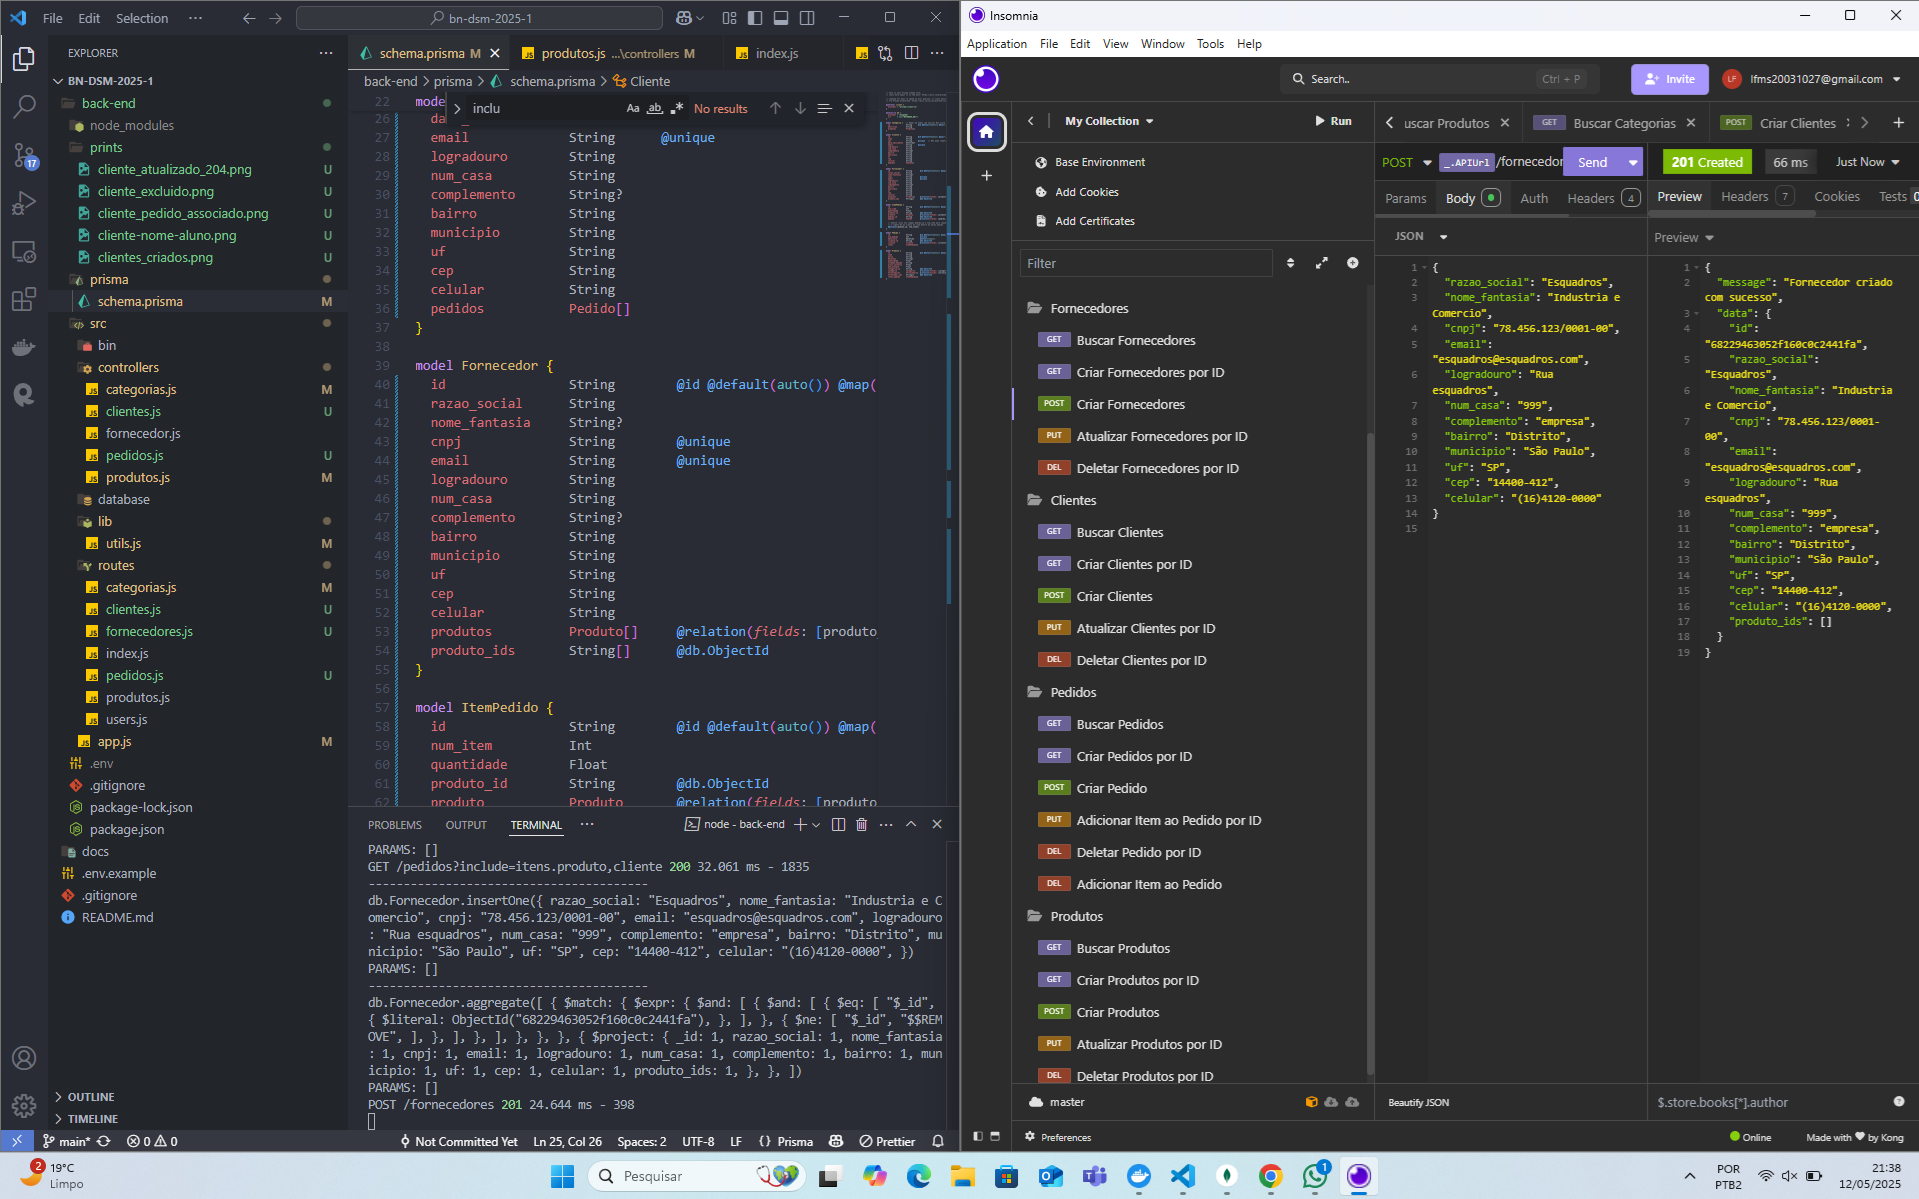 File Edit Selection ··· bn-dsm-2025-1
EXPLORER
BN-DSM-2025-1
back-end
node_modules
prints
cliente_atualizado_204.png U
cliente_excluido.png U
cliente_pedido_associado.png U
cliente-nome-aluno.png U
clientes_criados.png U
prisma
schema.prisma M
src
bin
controllers
categorias.js M
clientes.js U
fornecedor.js
pedidos.js U
produtos.js M
database
lib
utils.js M
routes
categorias.js M
clientes.js U
fornecedores.js U
index.js
pedidos.js U
produtos.js
users.js
app.js M
.env
.gitignore
package-lock.json
package.json
docs
.env.example
.gitignore
README.md
OUTLINE
TIMELINE
17
schema.prisma M produtos.js ...\controllers M index.js
back-end > prisma > schema.prisma > Cliente
inclu Aa ab .* No results
22 mode
26 da
27 email String @unique
28 logradouro String
29 num_casa String
30 complemento String?
31 bairro String
32 municipio String
33 uf String
34 cep String
35 celular String
36 pedidos Pedido[]
37 }
38
39 model Fornecedor {
40 id String @id @default(auto()) @map(
41 razao_social String
42 nome_fantasia String?
43 cnpj String @unique
44 email String @unique
45 logradouro String
46 num_casa String
47 complemento String?
48 bairro String
49 municipio String
50 uf String
51 cep String
52 celular String
53 produtos Produto[] @relation(fields: [produto
54 produto_ids String[] @db.ObjectId
55 }
56
57 model ItemPedido {
58 id String @id @default(auto()) @map(
59 num_item Int
60 quantidade Float
61 produto_id String @db.ObjectId
62 produto Produto @relation(fields: [produto
PROBLEMS OUTPUT TERMINAL ··· node - back-end
PARAMS: []
GET /pedidos?include=itens.produto,cliente 200 32.061 ms - 1835
----------------------------------------
db.Fornecedor.insertOne({ razao_social: "Esquadros", nome_fantasia: "Industria e C
omercio", cnpj: "78.456.123/0001-00", email: "esquadros@esquadros.com", logradouro
: "Rua esquadros", num_casa: "999", complemento: "empresa", bairro: "Distrito", mu
nicipio: "São Paulo", uf: "SP", cep: "14400-412", celular: "(16)4120-0000", })
PARAMS: []
----------------------------------------
db.Fornecedor.aggregate([ { $match: { $expr: { $and: [ { $and: [ { $eq: [ "$_id",
{ $literal: ObjectId("68229463052f160c0c2441fa"), }, ], }, { $ne: [ "$_id", "$$REM
OVE", ], }, ], }, ], }, }, }, { $project: { _id: 1, razao_social: 1, nome_fantasia
: 1, cnpj: 1, email: 1, logradouro: 1, num_casa: 1, complemento: 1, bairro: 1, mun
icipio: 1, uf: 1, cep: 1, celular: 1, produto_ids: 1, }, }, ])
PARAMS: []
POST /fornecedores 201 24.644 ms - 398
main* 0 0 Not Committed Yet Ln 25, Col 26 Spaces: 2 UTF-8 LF {} Prisma Prettier
Insomnia
Application File Edit View Window Tools Help
Search.. Ctrl + P Invite LF lfms20031027@gmail.com
My Collection Run
Base Environment
Add Cookies
Add Certificates
Filter
Fornecedores
GET Buscar Fornecedores
GET Criar Fornecedores por ID
POST Criar Fornecedores
PUT Atualizar Fornecedores por ID
DEL Deletar Fornecedores por ID
Clientes
GET Buscar Clientes
GET Criar Clientes por ID
POST Criar Clientes
PUT Atualizar Clientes por ID
DEL Deletar Clientes por ID
Pedidos
GET Buscar Pedidos
GET Criar Pedidos por ID
POST Criar Pedido
PUT Adicionar Item ao Pedido por ID
DEL Deletar Pedido por ID
DEL Adicionar Item ao Pedido
Produtos
GET Buscar Produtos
GET Criar Produtos por ID
POST Criar Produtos
PUT Atualizar Produtos por ID
DEL Deletar Produtos por ID
master
Preferences
uscar Produtos GET Buscar Categorias POST Criar Clientes
POST _.APIUrl /fornecedor Send
Params Body Auth Headers 4
JSON
1 {
2 "razao_social": "Esquadros",
3 "nome_fantasia": "Industria e
Comercio",
4 "cnpj": "78.456.123/0001-00",
5 "email":
"esquadros@esquadros.com",
6 "logradouro": "Rua
esquadros",
7 "num_casa": "999",
8 "complemento": "empresa",
9 "bairro": "Distrito",
10 "municipio": "São Paulo",
11 "uf": "SP",
12 "cep": "14400-412",
13 "celular": "(16)4120-0000"
14 }
15
Beautify JSON
201 Created 66 ms Just Now
Preview Headers 7 Cookies Tests 0
Preview
1 {
2 "message": "Fornecedor criado
com sucesso",
3 "data": {
4 "id":
"68229463052f160c0c2441fa",
5 "razao_social":
"Esquadros",
6 "nome_fantasia": "Industria
e Comercio",
7 "cnpj": "78.456.123/0001-
00",
8 "email":
"esquadros@esquadros.com",
9 "logradouro": "Rua
esquadros",
10 "num_casa": "999",
11 "complemento": "empresa",
12 "bairro": "Distrito",
13 "municipio": "São Paulo",
14 "uf": "SP",
15 "cep": "14400-412",
16 "celular": "(16)4120-0000",
17 "produto_ids": []
18 }
19 }
$.store.books[*].author
Online Made with by Kong
2 19°C
Limpo
Pesquisar
1
POR
PTB2
21:38
12/05/2025